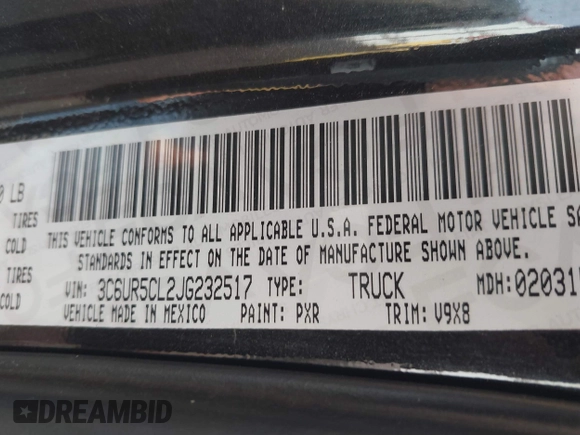 0 LB
TIRES
COLD
TIRES
COLD
THIS VEHICLE CONFORMS TO ALL APPLICABLE U.S.A. FEDERAL MOTOR VEHICLE SA
STANDARDS IN EFFECT ON THE DATE OF MANUFACTURE SHOWN ABOVE.
VIN: 3C6UR5CL2JG232517 TYPE: TRUCK MDH: 020311
VEHICLE MADE IN MEXICO PAINT: PXR TRIM: V9X8
DREAMBID